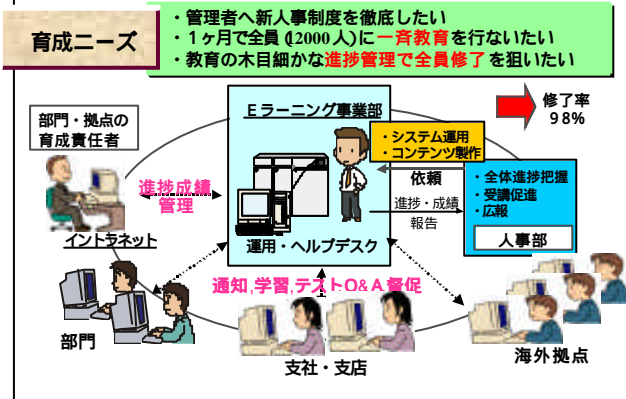 育成ニーズ
・管理者へ新人事制度を徹底したい
・１ヶ月で全員(12000人)に一斉教育を行ないたい
・教育の木目細かな進捗管理で全員修了を狙いたい
修了率
98%
部門・拠点の
育成責任者
Eラーニング事業部
・システム運用
・コンテンツ製作
依頼
進捗・成績
報告
・全体進捗把握
・受講促進
・広報
人事部
進捗成績
管理
イントラネット
運用・ヘルプデスク
通知,学習,テストQ&A,督促
部門
支社・支店
海外拠点